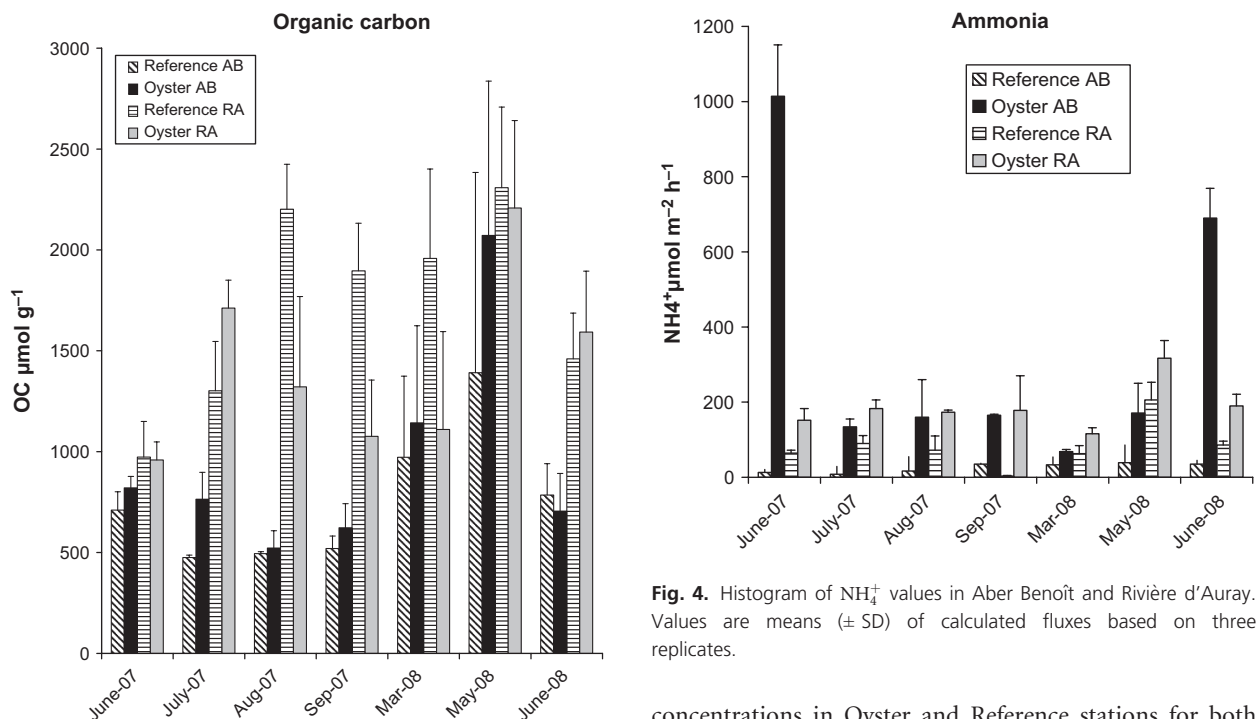 Organic carbon
3000
2500
2000
1500
1000
500
0
OC µmol g⁻¹
Reference AB
Oyster AB
Reference RA
Oyster RA
June-07
July-07
Aug-07
Sep-07
Mar-08
May-08
June-08
Ammonia
1200
1000
800
600
400
200
0
NH4⁺µmol m⁻² h⁻¹
Reference AB
Oyster AB
Reference RA
Oyster RA
June-07
July-07
Aug-07
Sep-07
Mar-08
May-08
June-08
Fig. 4. Histogram of NH₄⁺ values in Aber Benoît and Rivière d'Auray.
Values are means (± SD) of calculated fluxes based on three
replicates.
concentrations in Oyster and Reference stations for both